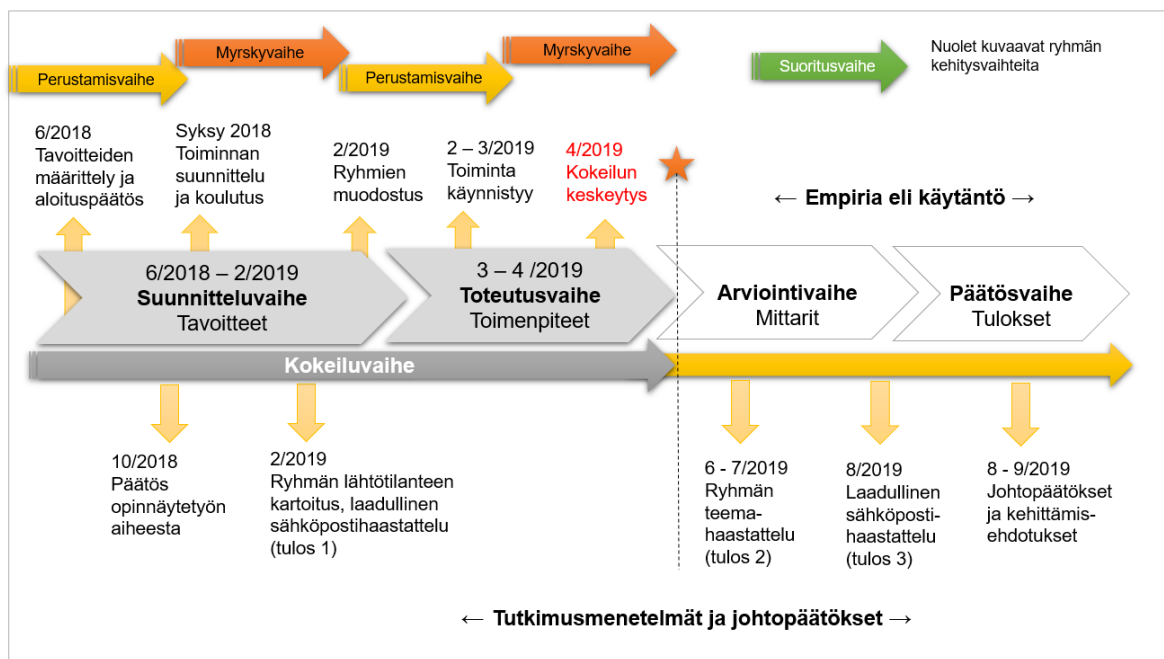 Perustamisvaihe
Myrskyvaihe
Perustamisvaihe
Myrskyvaihe
Suoritusvaihe
Nuolet kuvaavat ryhmän
kehitysvaihteita
6/2018
Tavoitteiden
määrittely ja
aloituspäätös
Syksy 2018
Toiminnan
suunnittelu
ja koulutus
2/2019
Ryhmien
muodostus
2 – 3/2019
Toiminta
käynnistyy
4/2019
Kokeilun
keskeytys
← Empiria eli käytäntö →
6/2018 – 2/2019
Suunnitteluvaihe
Tavoitteet
3 – 4 /2019
Toteutusvaihe
Toimenpiteet
Arviointivaihe
Mittarit
Päätösvaihe
Tulokset
Kokeiluvaihe
10/2018
Päätös
opinnäytetyön
aiheesta
2/2019
Ryhmän lähtötilanteen
kartoitus, laadullinen
sähköpostihaastattelu
(tulos 1)
6 - 7/2019
Ryhmän
teema-
haastattelu
(tulos 2)
8/2019
Laadullinen
sähköposti-
haastattelu
(tulos 3)
8 - 9/2019
Johtopäätökset
ja kehittämis-
ehdotukset
← Tutkimusmenetelmät ja johtopäätökset →